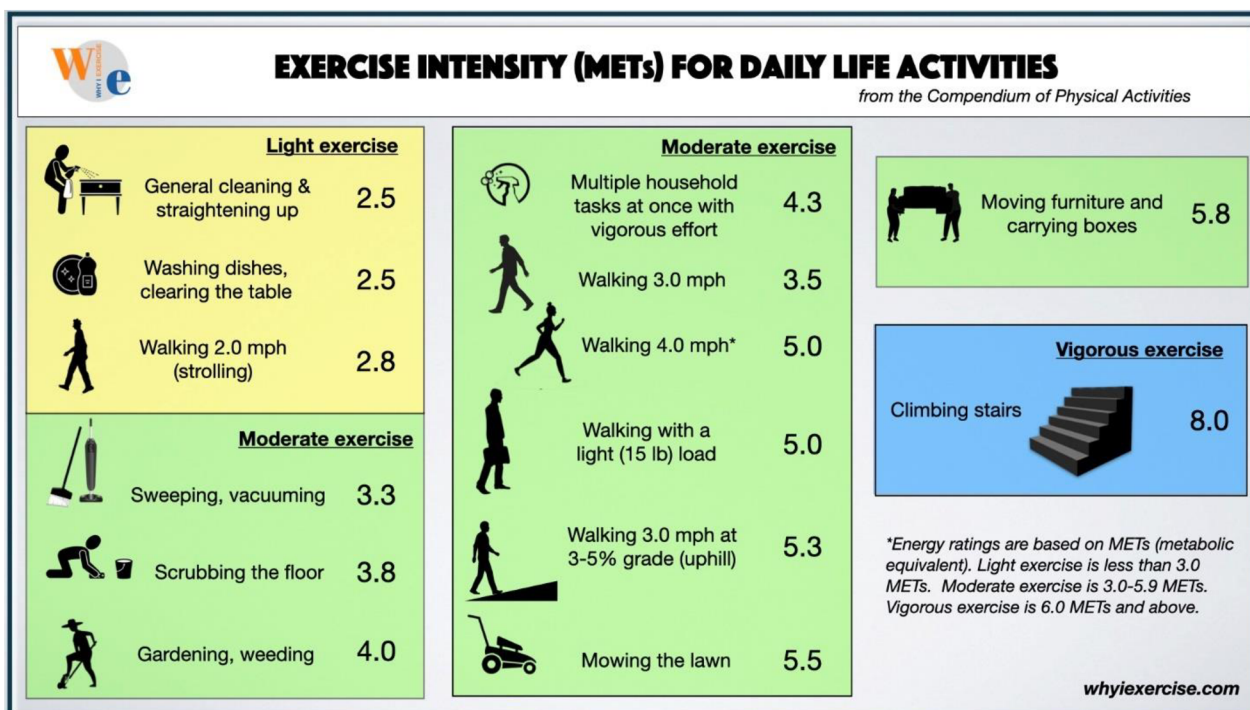 W e
WHY I EXERCISE
EXERCISE INTENSITY (METs) FOR DAILY LIFE ACTIVITIES
from the Compendium of Physical Activities
Light exercise
General cleaning &
straightening up
2.5
Washing dishes,
clearing the table
2.5
Walking 2.0 mph
(strolling)
2.8
Moderate exercise
Sweeping, vacuuming 3.3
Scrubbing the floor 3.8
Gardening, weeding 4.0
Moderate exercise
Multiple household
tasks at once with
vigorous effort
4.3
Walking 3.0 mph 3.5
Walking 4.0 mph* 5.0
Walking with a
light (15 lb) load
5.0
Walking 3.0 mph at
3-5% grade (uphill)
5.3
Mowing the lawn 5.5
Moving furniture and
carrying boxes
5.8
Vigorous exercise
Climbing stairs 8.0
*Energy ratings are based on METs (metabolic
equivalent). Light exercise is less than 3.0
METs. Moderate exercise is 3.0-5.9 METs.
Vigorous exercise is 6.0 METs and above.
whyiexercise.com